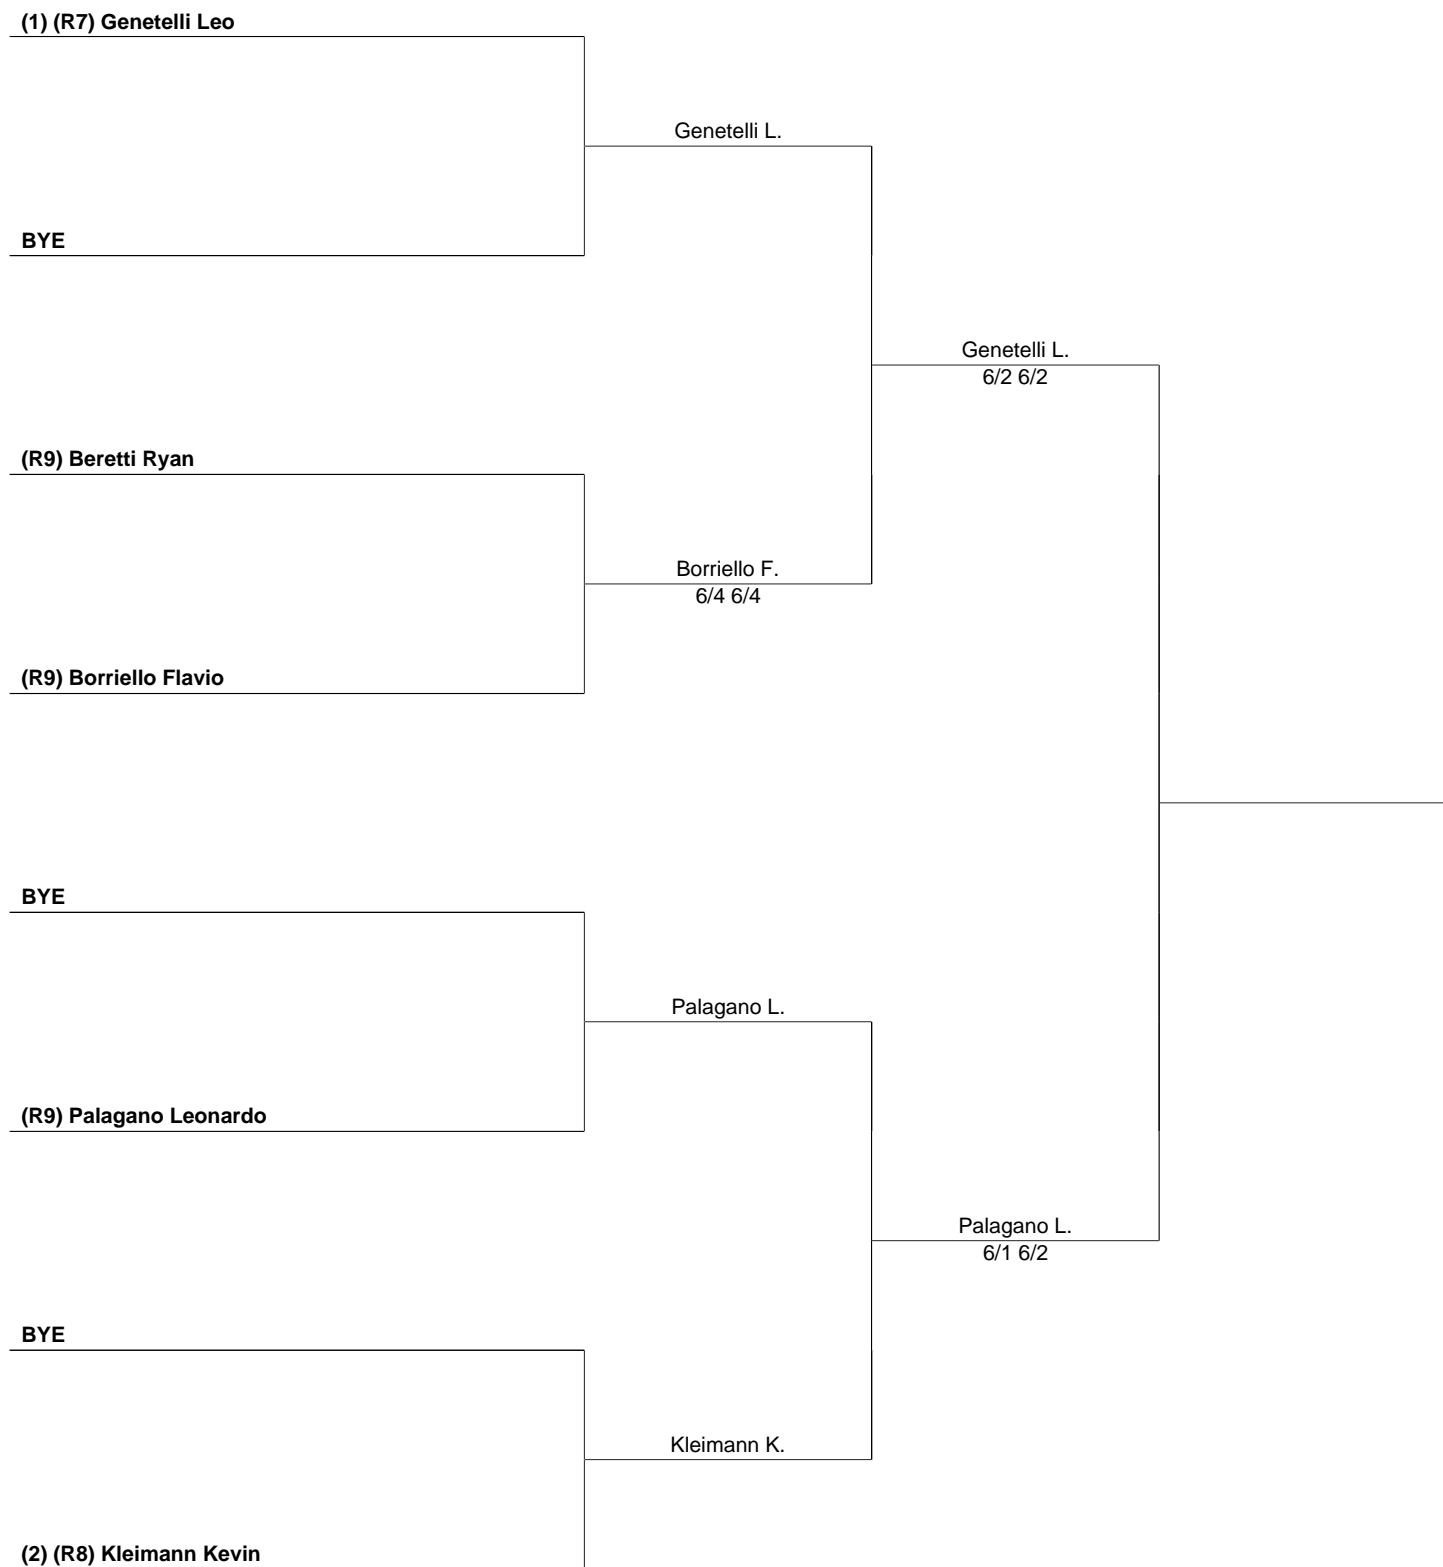 (1) (R7) Genetelli Leo
Genetelli L.
BYE
Genetelli L.
6/2 6/2
(R9) Beretti Ryan
Borriello F.
6/4 6/4
(R9) Borriello Flavio
BYE
Palagano L.
(R9) Palagano Leonardo
Palagano L.
6/1 6/2
BYE
Kleimann K.
(2) (R8) Kleimann Kevin